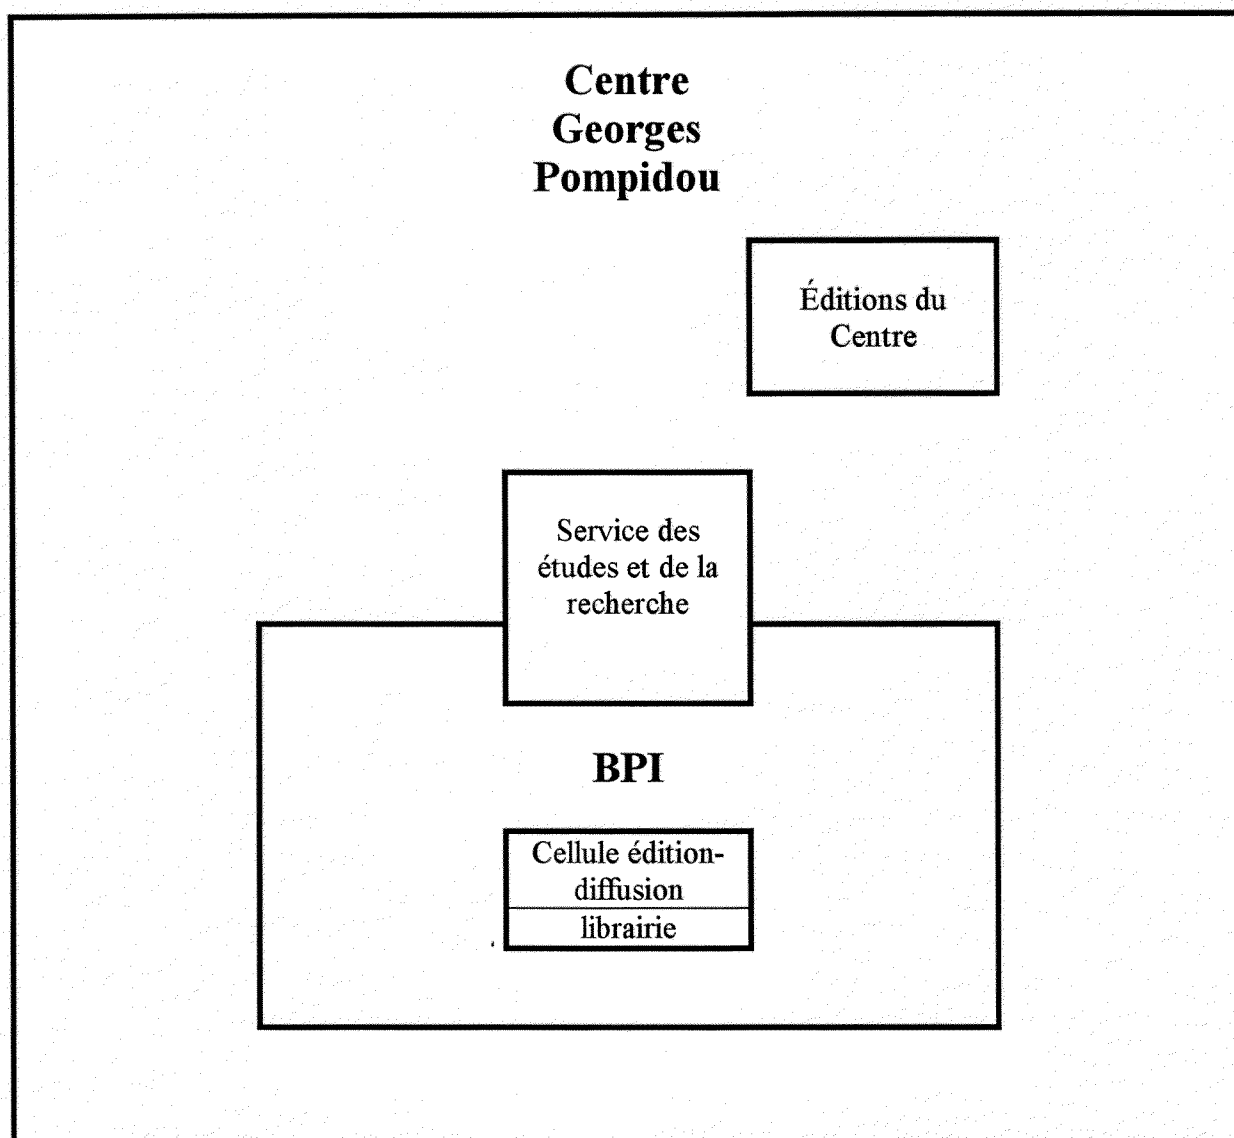 Centre
Georges
Pompidou
Éditions du
Centre
Service des
études et de la
recherche
BPI
Cellule édition-
diffusion
librairie